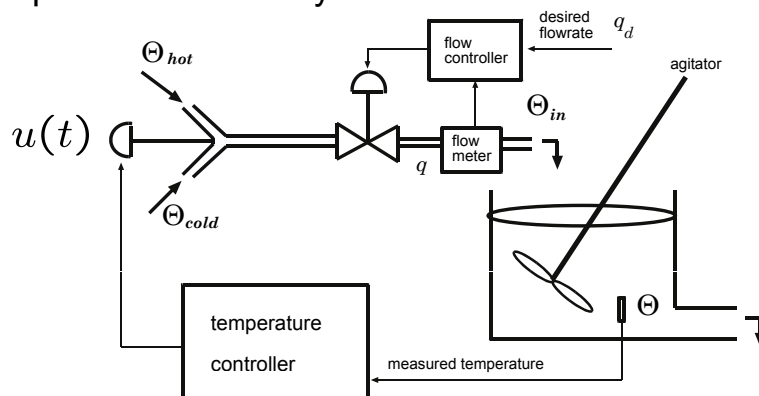 desired
flowrate
q_d
flow
controller
Θ_hot
agitator
Θ_in
u(t)
flow
meter
q
Θ_cold
Θ
temperature
controller
measured temperature